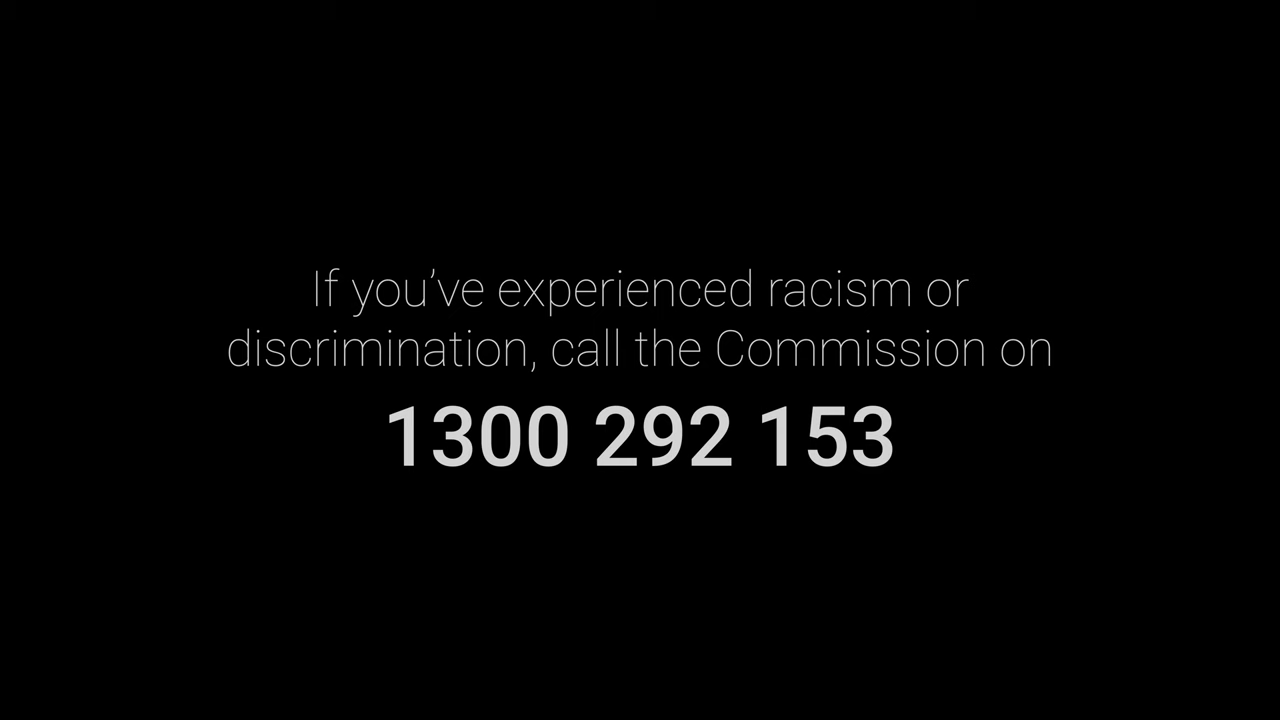 If you’ve experienced racism or
discrimination, call the Commission on
1300 292 153